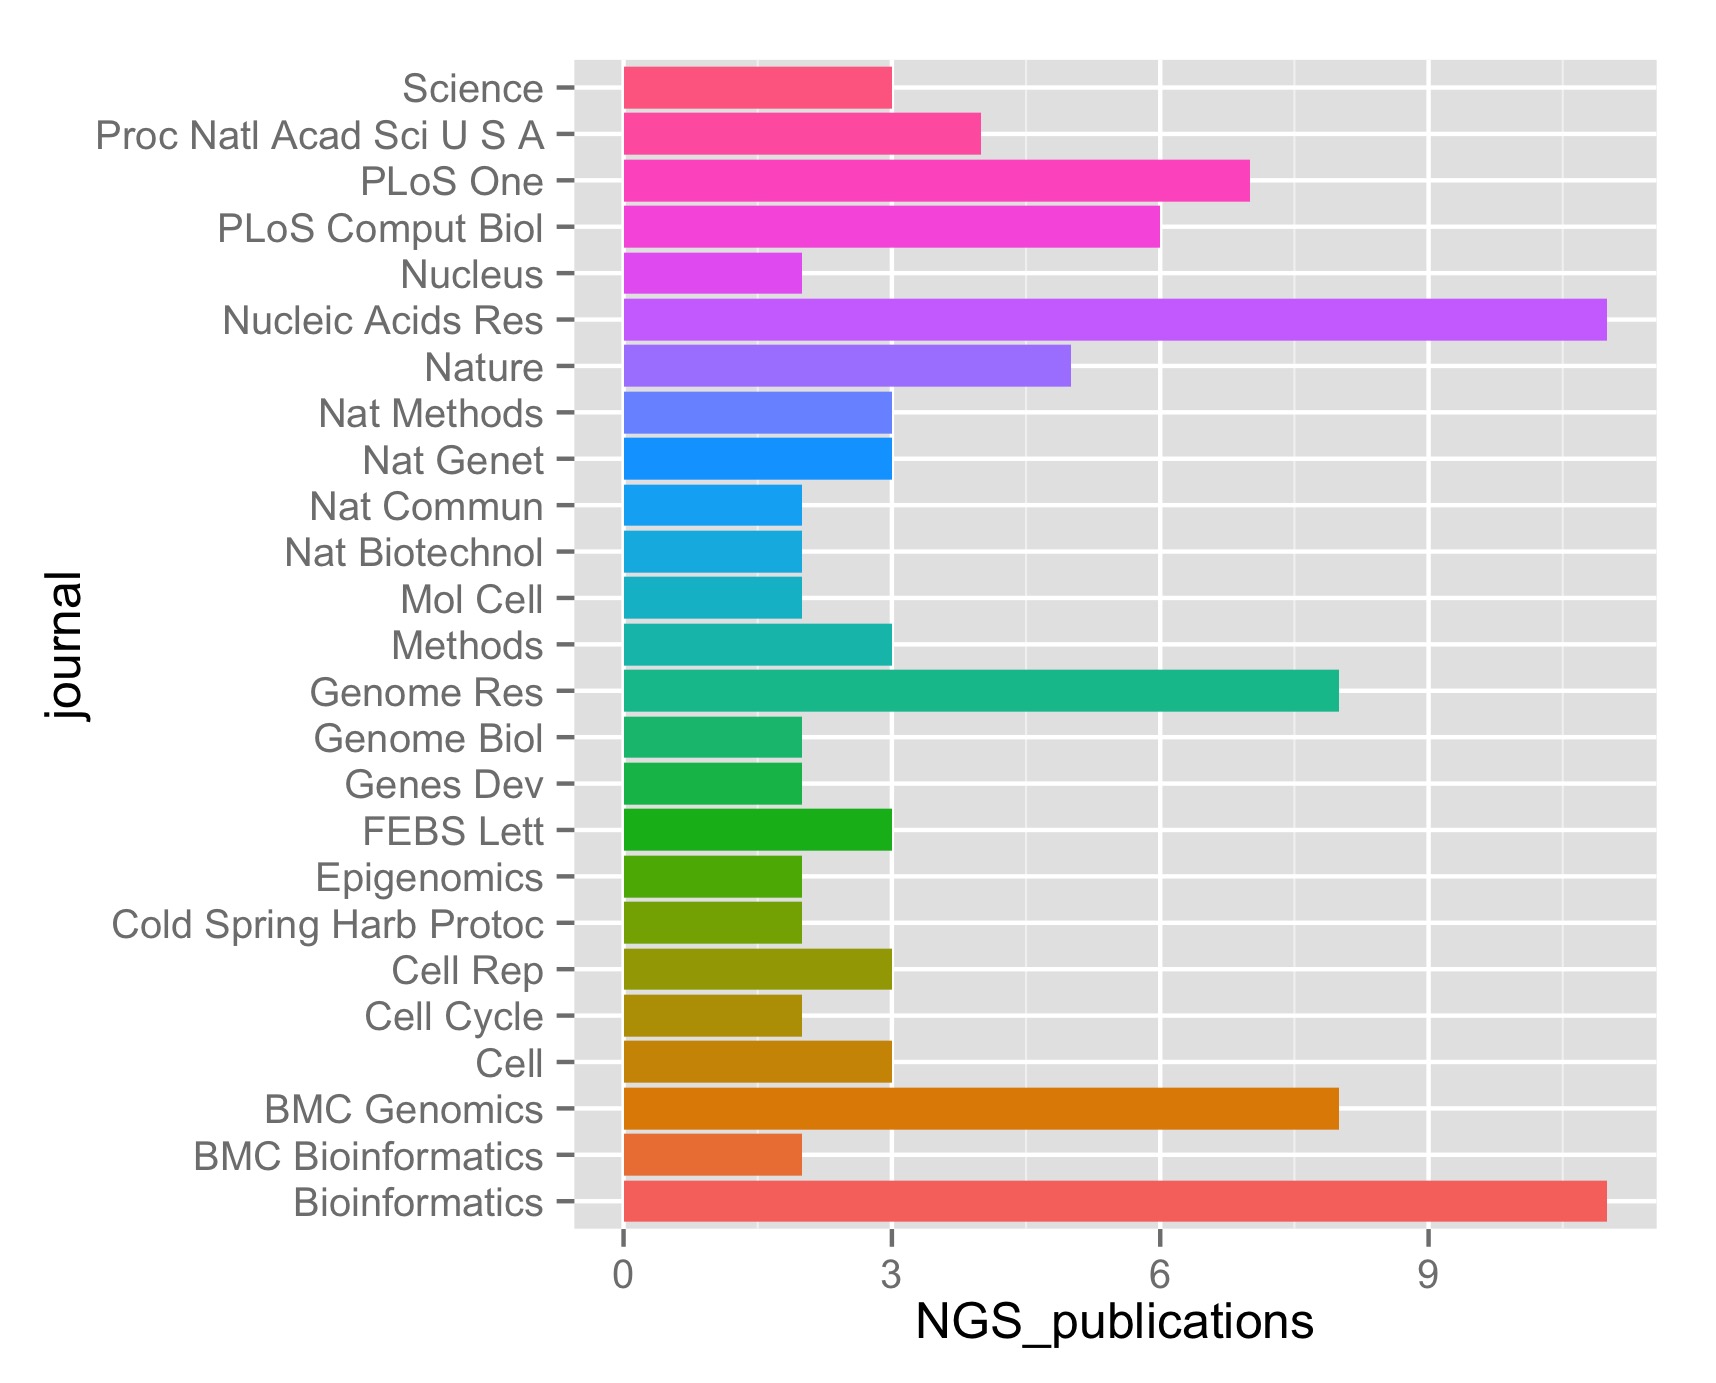 Science
Proc Natl Acad Sci U S A
PLoS One
PLoS Comput Biol
Nucleus
Nucleic Acids Res
Nature
Nat Methods
Nat Genet
Nat Commun
Nat Biotechnol
Mol Cell
Methods
Genome Res
Genome Biol
Genes Dev
FEBS Lett
Epigenomics
Cold Spring Harb Protoc
Cell Rep
Cell Cycle
Cell
BMC Genomics
BMC Bioinformatics
Bioinformatics
journal
0 3 6 9
NGS_publications